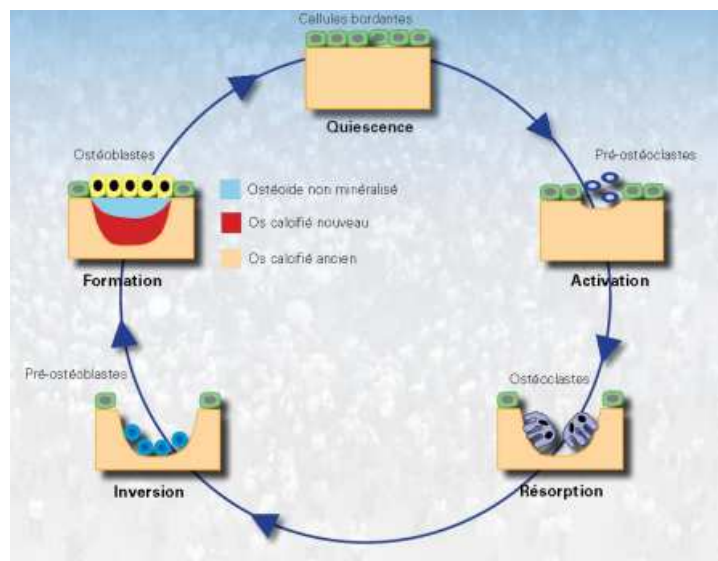 Cellules bordantes
Quiescence
Ostéoblastes
Pré-ostéoclastes
Ostéoïde non minéralisé
Os calcifié nouveau
Os calcifié ancien
Formation
Activation
Pré-ostéoblastes
Ostéoclastes
Inversion
Résorption